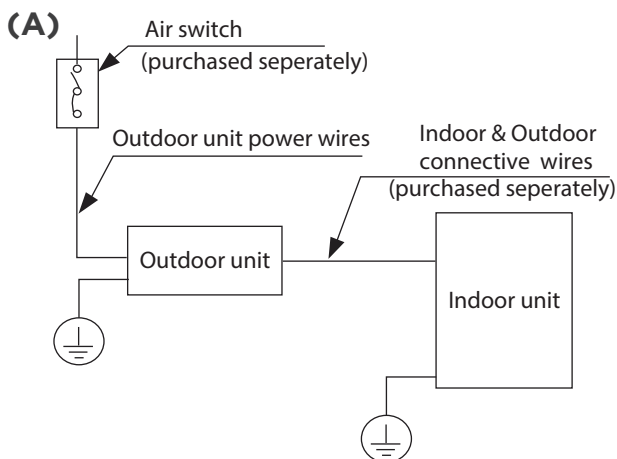 (A)
Air switch
(purchased seperately)
Outdoor unit power wires
Indoor & Outdoor
connective wires
(purchased seperately)
Outdoor unit
Indoor unit